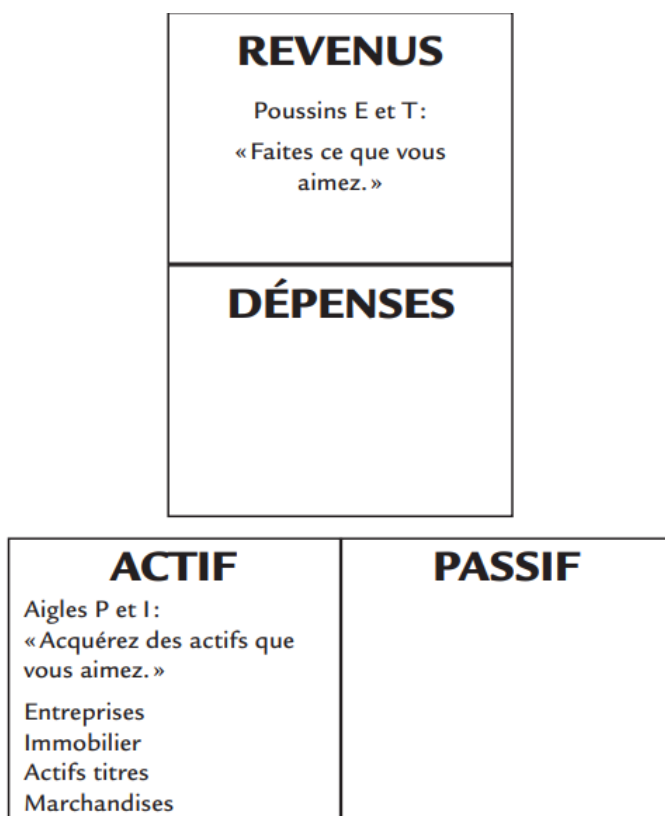 REVENUS
Poussins E et T :
« Faites ce que vous
aimez. »
DÉPENSES
ACTIF
Aigles P et I :
« Acquérez des actifs que
vous aimez. »
Entreprises
Immobilier
Actifs titres
Marchandises
PASSIF